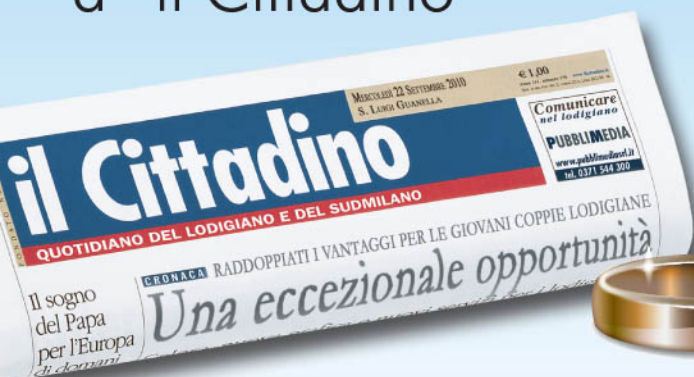 a "il Cittadino"
MERCOLEDÌ 22 SETTEMBRE 2010
S. LUIGI GUANELLA
€ 1,00
il Cittadino
QUOTIDIANO DEL LODIGIANO E DEL SUDMILANO
Comunicare
nel lodigiano
PUBBLIMEDIA
www.pubblimediasrl.it
tel. 0371 544 300
CRONACA RADDOPPIATI I VANTAGGI PER LE GIOVANI COPPIE LODIGIANE
Una eccezionale opportunità
Il sogno
del Papa
per l'Europa
di domani